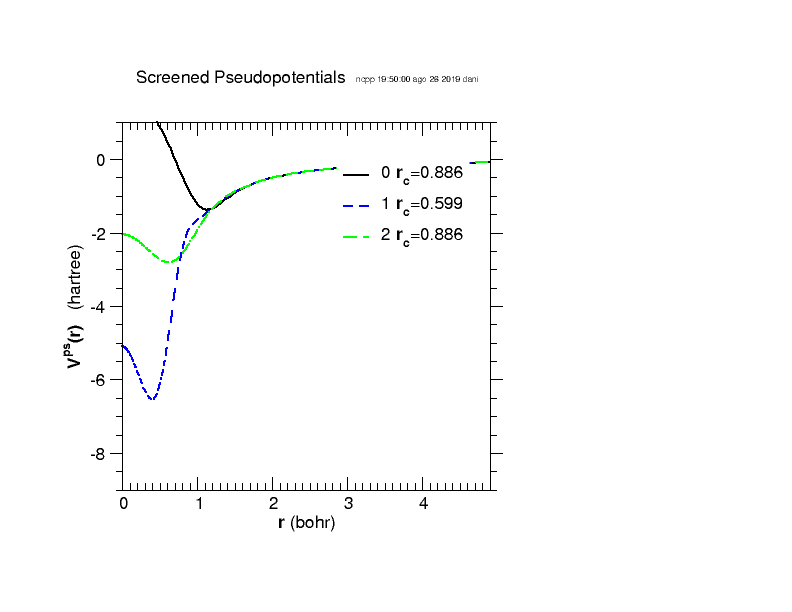 Screened Pseudopotentials ncpp 19:50:00 ago 26 2019 dani
0 r_c=0.886
1 r_c=0.599
2 r_c=0.886
V^ps(r) (hartree)
0
-2
-4
-6
-8
0 1 2 3 4
r (bohr)